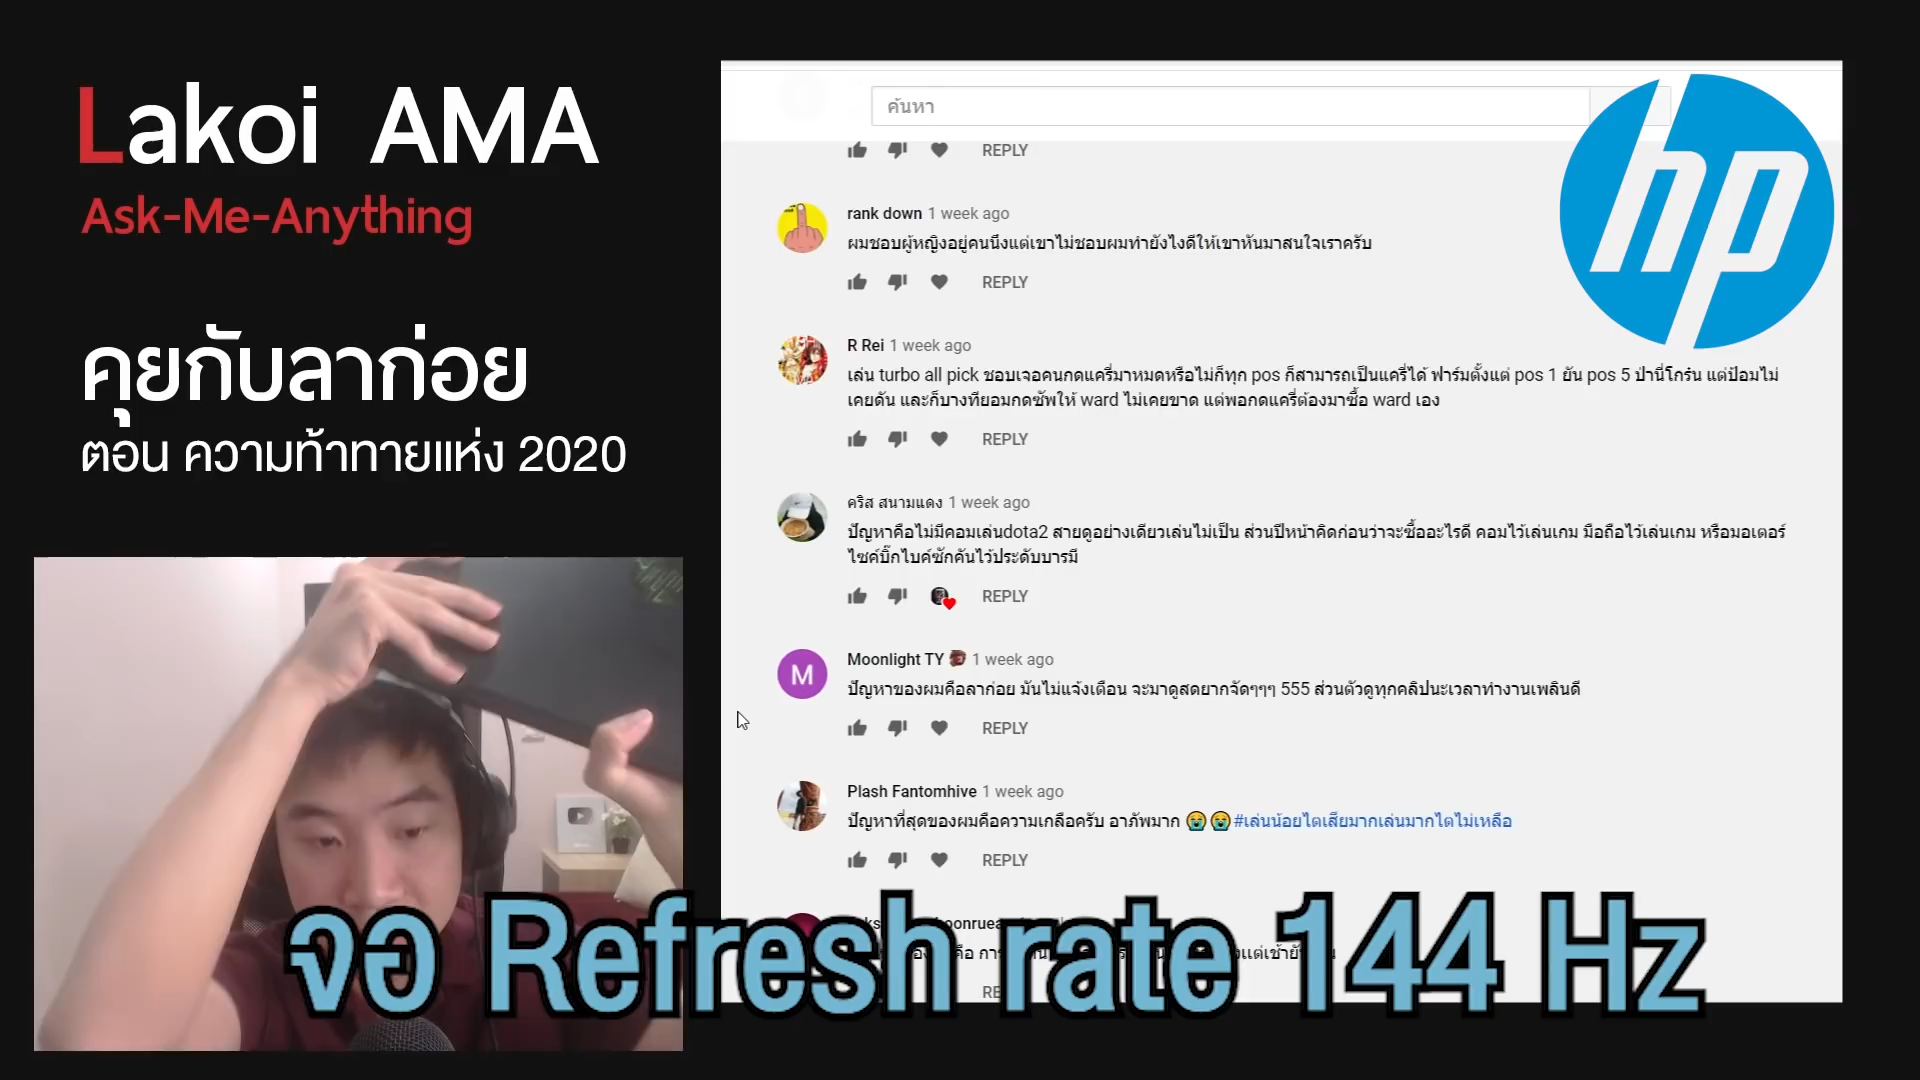 Lakoi AMA
Ask-Me-Anything
คุยกับลาก่อย
ตอน ความท้าทายแห่ง 2020
ค้นหา
hp
REPLY
rank down 1 week ago
ผมชอบผู้หญิงอยู่คนนึงแต่เขาไม่ชอบผมทำยังไงดีให้เขาหันมาสนใจเราครับ
REPLY
R Rei 1 week ago
เล่น turbo all pick ชอบเจอคนกดแครี่มาหมดหรือไม่ก็ทุก pos ก็สามารถเป็นแครี่ได้ ฟาร์มตั้งแต่ pos 1 ยัน pos 5 ป่านี่โกร๋น แต่ป้อมไม่
เคยดัน และก็บางทียอมกดซัพให้ ward ไม่เคยขาด แต่พอกดแครี่ต้องมาซื้อ ward เอง
REPLY
คริส สนามแดง 1 week ago
ปัญหาคือไม่มีคอมเล่นdota2 สายดูอย่างเดียวเล่นไม่เป็น ส่วนปีหน้าคิดก่อนว่าจะซื้ออะไรดี คอมไว้เล่นเกม มือถือไว้เล่นเกม หรือมอเตอร์
ไซค์บิ๊กไบค์ซักคันไว้ประดับบารมี
REPLY
M
Moonlight TY 1 week ago
ปัญหาของผมคือลาก่อย มันไม่แจ้งเตือน จะมาดูสดยากจัดๆๆๆ 555 ส่วนตัวดูทุกคลิปนะเวลาทำงานเพลินดี
REPLY
Plash Fantomhive 1 week ago
ปัญหาที่สุดของผมคือความเกลือครับ อาภัพมาก 😭😭#เล่นน้อยไดเสียมากเล่นมากไดไม่เหลือ
REPLY
จอ Refresh rate 144 Hz